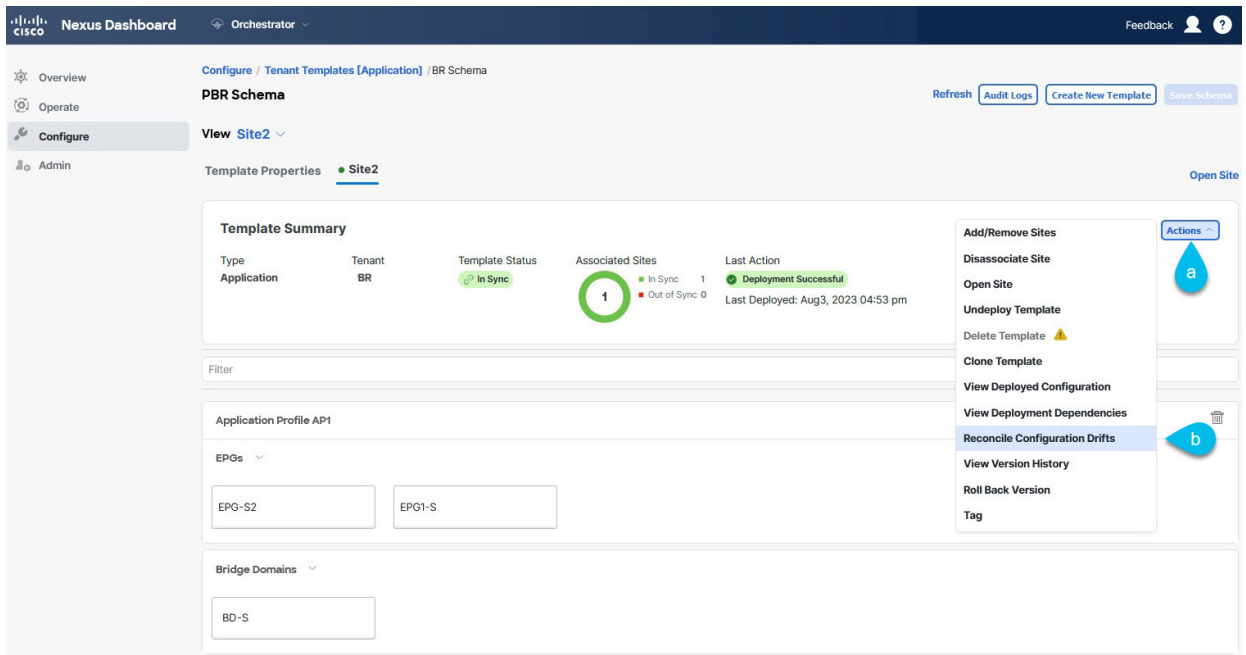 cisco Nexus Dashboard Orchestrator Feedback ?
Overview
Operate
Configure
Admin
Configure / Tenant Templates [Application] /BR Schema
PBR Schema
Refresh Audit Logs Create New Template Save Schema
View Site2
Template Properties Site2
Open Site
Template Summary
Actions
a
Type Tenant Template Status Associated Sites Last Action
Application BR In Sync 1 In Sync 1 Deployment Successful
Out of Sync 0 Last Deployed: Aug3, 2023 04:53 pm
Add/Remove Sites
Disassociate Site
Open Site
Undeploy Template
Delete Template
Clone Template
View Deployed Configuration
View Deployment Dependencies
Reconcile Configuration Drifts
b
View Version History
Roll Back Version
Tag
Filter
Application Profile AP1
EPGs
EPG-S2 EPG1-S
Bridge Domains
BD-S